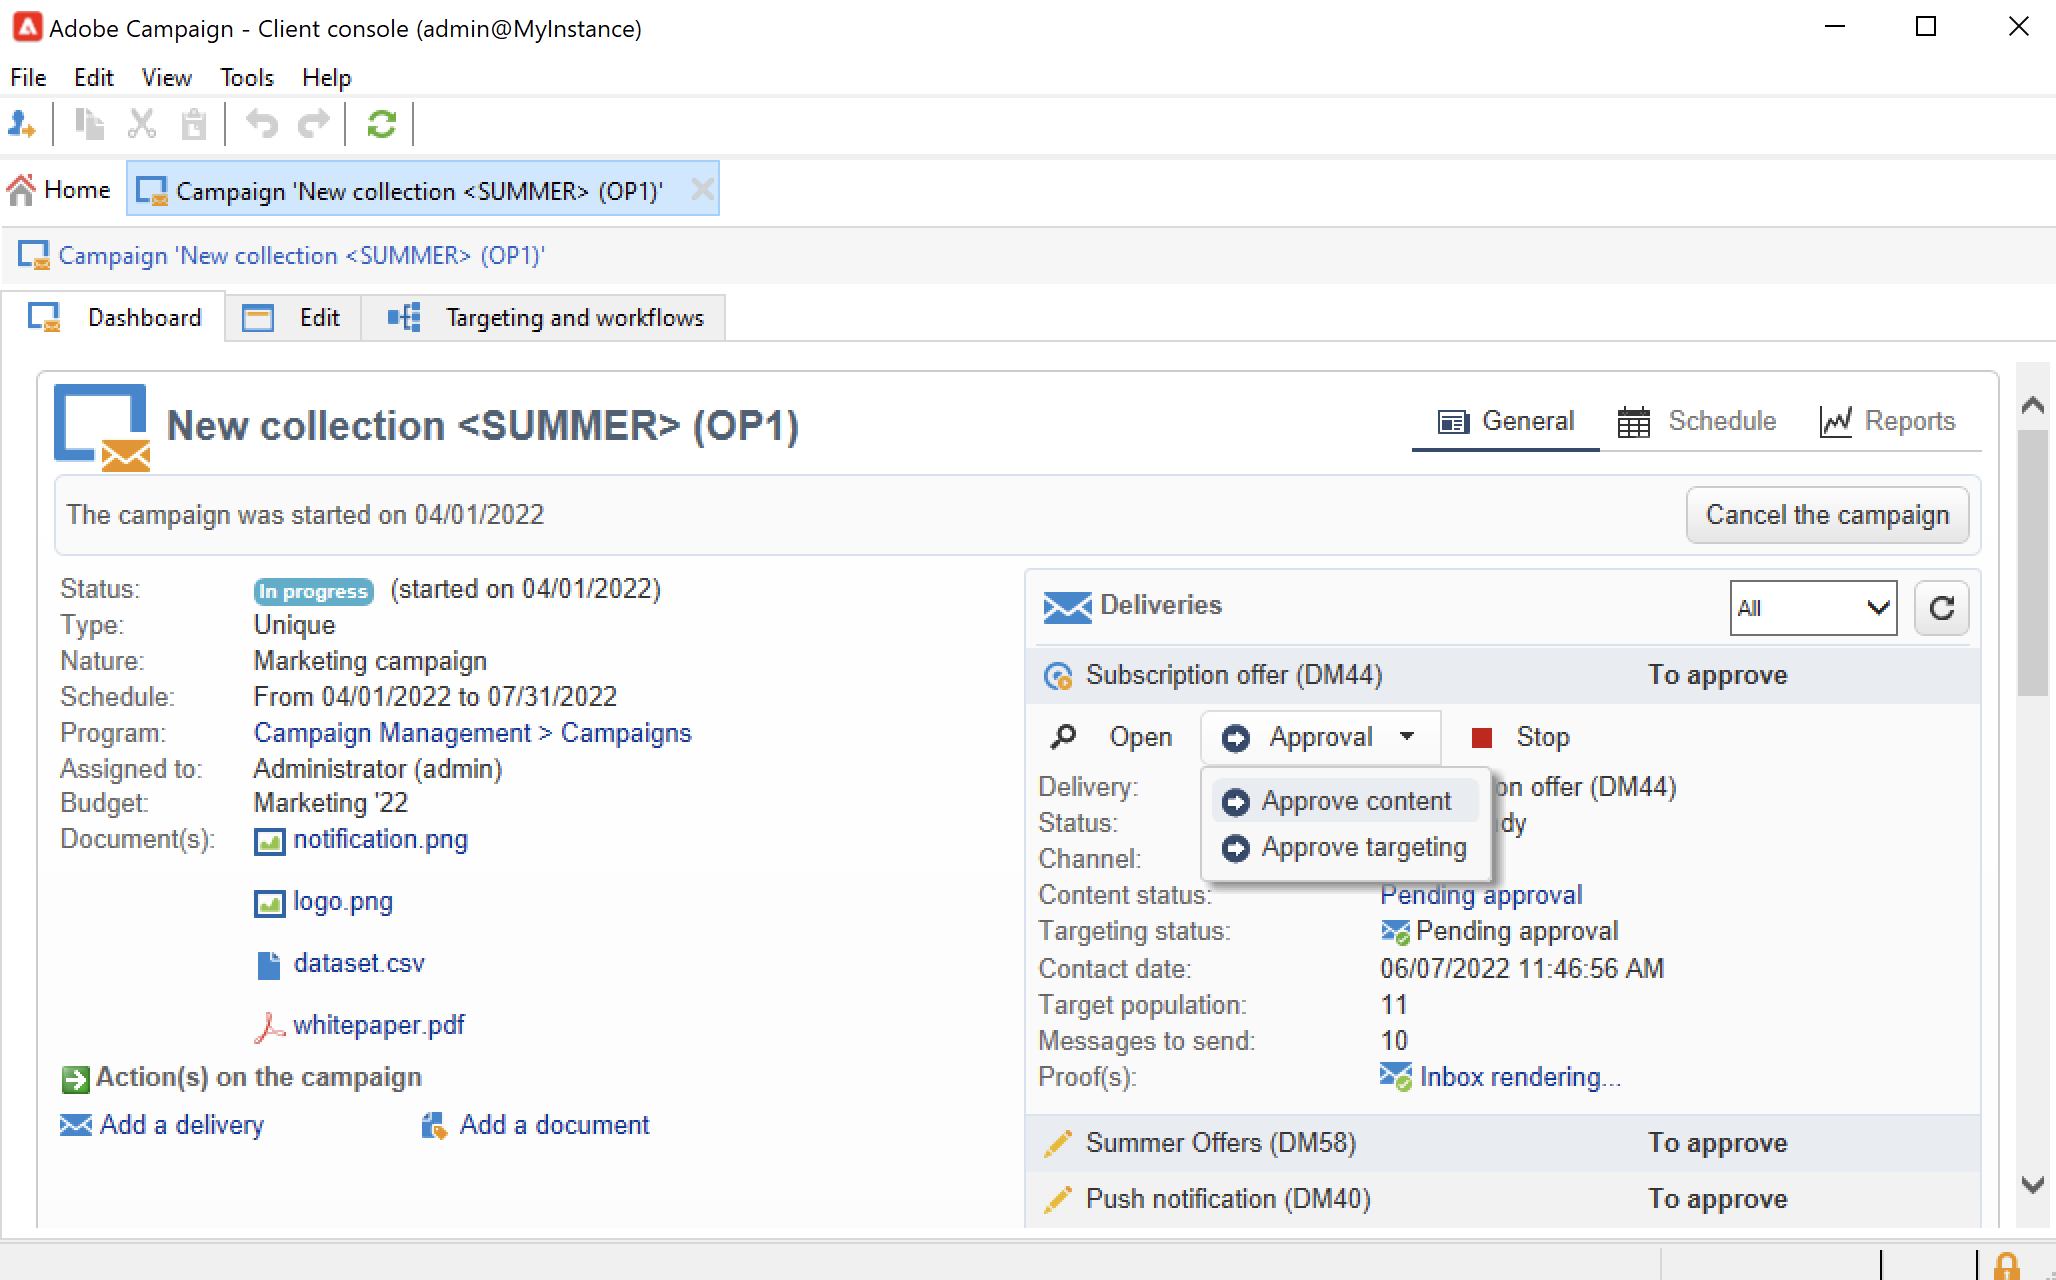 Adobe Campaign - Client console (admin@MyInstance)
File Edit View Tools Help
Home Campaign 'New collection <SUMMER> (OP1)'
Campaign 'New collection <SUMMER> (OP1)'
Dashboard Edit Targeting and workflows
New collection <SUMMER> (OP1)
General Schedule Reports
The campaign was started on 04/01/2022
Cancel the campaign
Status: In progress (started on 04/01/2022)
Type: Unique
Nature: Marketing campaign
Schedule: From 04/01/2022 to 07/31/2022
Program: Campaign Management > Campaigns
Assigned to: Administrator (admin)
Budget: Marketing '22
Document(s): notification.png
logo.png
dataset.csv
whitepaper.pdf
Action(s) on the campaign
Add a delivery Add a document
Deliveries All
Subscription offer (DM44) To approve
Open Approval Stop
Approve content
Approve targeting
Delivery: on offer (DM44)
Status: dy
Channel:
Content status: Pending approval
Targeting status: Pending approval
Contact date: 06/07/2022 11:46:56 AM
Target population: 11
Messages to send: 10
Proof(s): Inbox rendering...
Summer Offers (DM58) To approve
Push notification (DM40) To approve